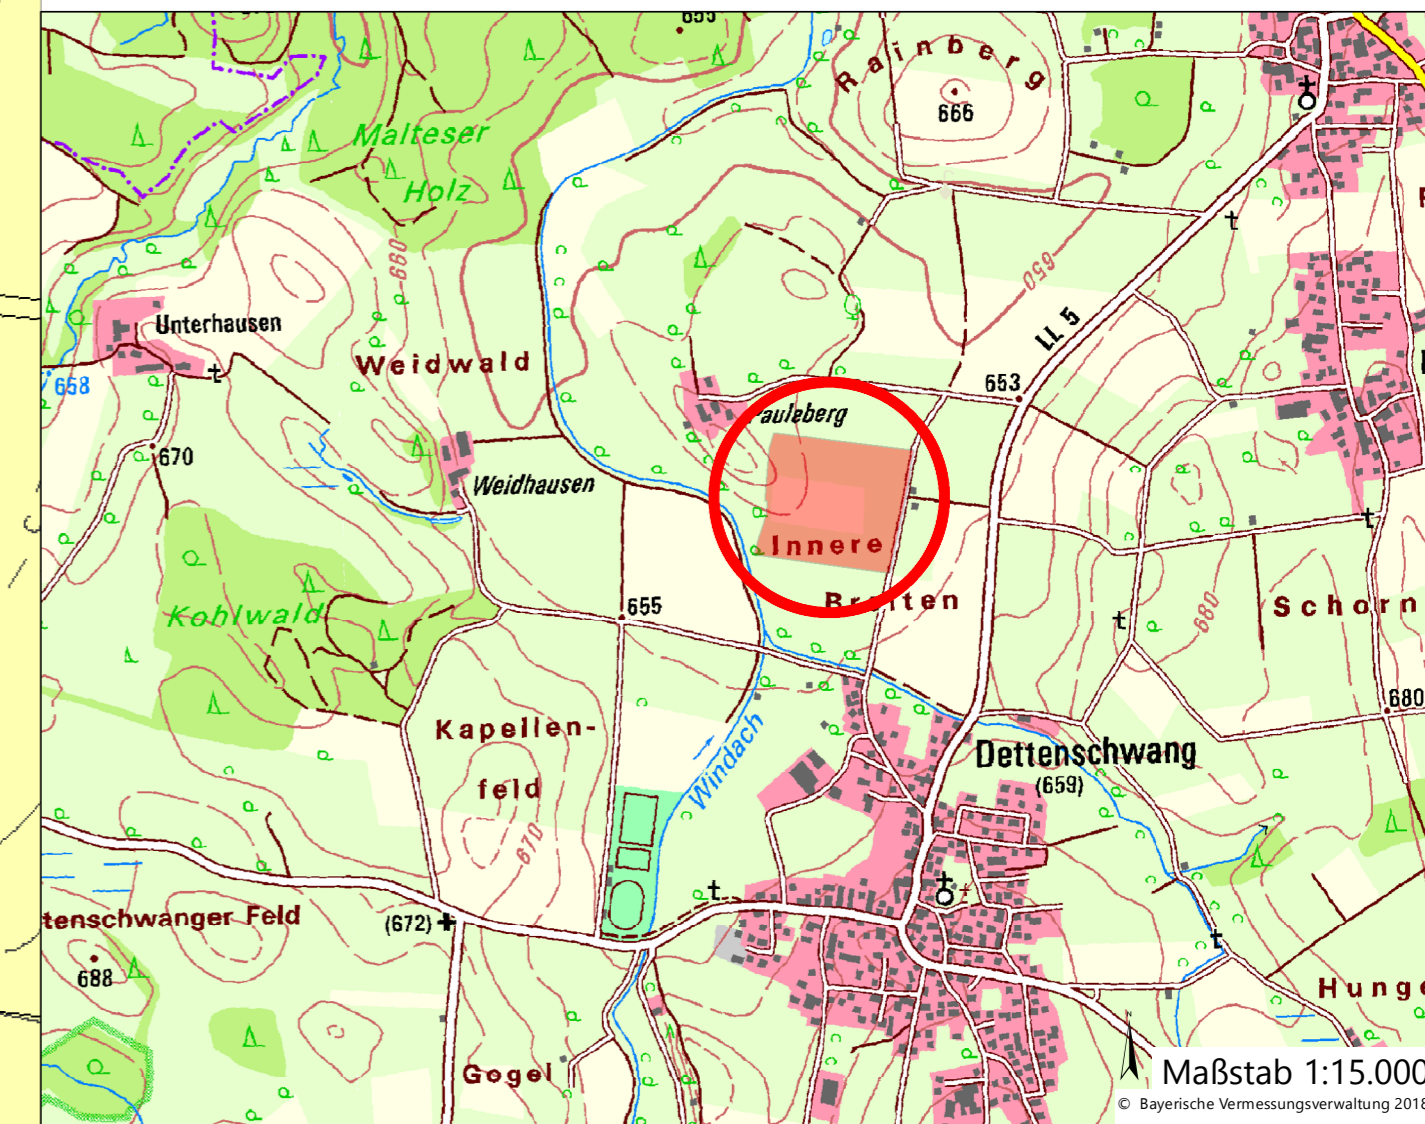 655
Rainberg
666
Malteser
Holz
680
650
Unterhausen
LL 5
Weidwald
658
653
auleberg
670
Weidhausen
Innere
Breiten
655
Kohlwald
680
Schorn
Kapellen-
feld
680
Windach
Dettenschwang
(659)
670
tenschwanger Feld
(672)
688
Hunge
Gogel
N
Maßstab 1:15.000
© Bayerische Vermessungsverwaltung 2018